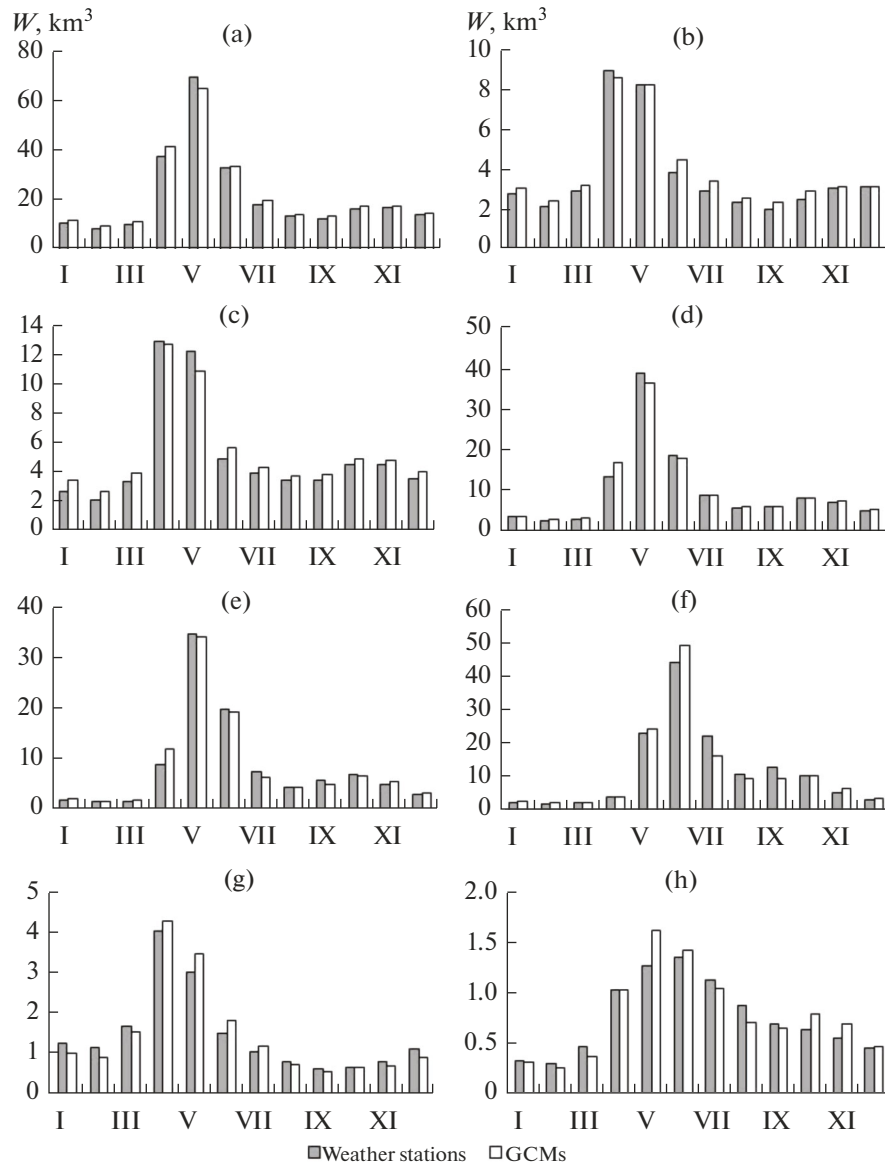 W, km³ (a)
80
60
40
20
0
I III V VII IX XI
W, km³ (b)
10
8
6
4
2
0
I III V VII IX XI
(c)
14
12
10
8
6
4
2
0
I III V VII IX XI
(d)
50
40
30
20
10
0
I III V VII IX XI
(e)
40
30
20
10
0
I III V VII IX XI
(f)
60
50
40
30
20
10
0
I III V VII IX XI
(g)
5
4
3
2
1
0
I III V VII IX XI
(h)
2.0
1.5
1.0
0.5
0
I III V VII IX XI
Weather stations GCMs